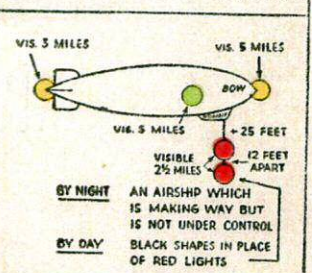 VIS. 3 MILES
VIS. 5 MILES
BOW
VIS. 5 MILES
25 FEET
VISIBLE 2½ MILES
12 FEET APART
BY NIGHT AN AIRSHIP WHICH
IS MAKING WAY BUT
IS NOT UNDER CONTROL
BY DAY BLACK SHAPES IN PLACE
OF RED LIGHTS